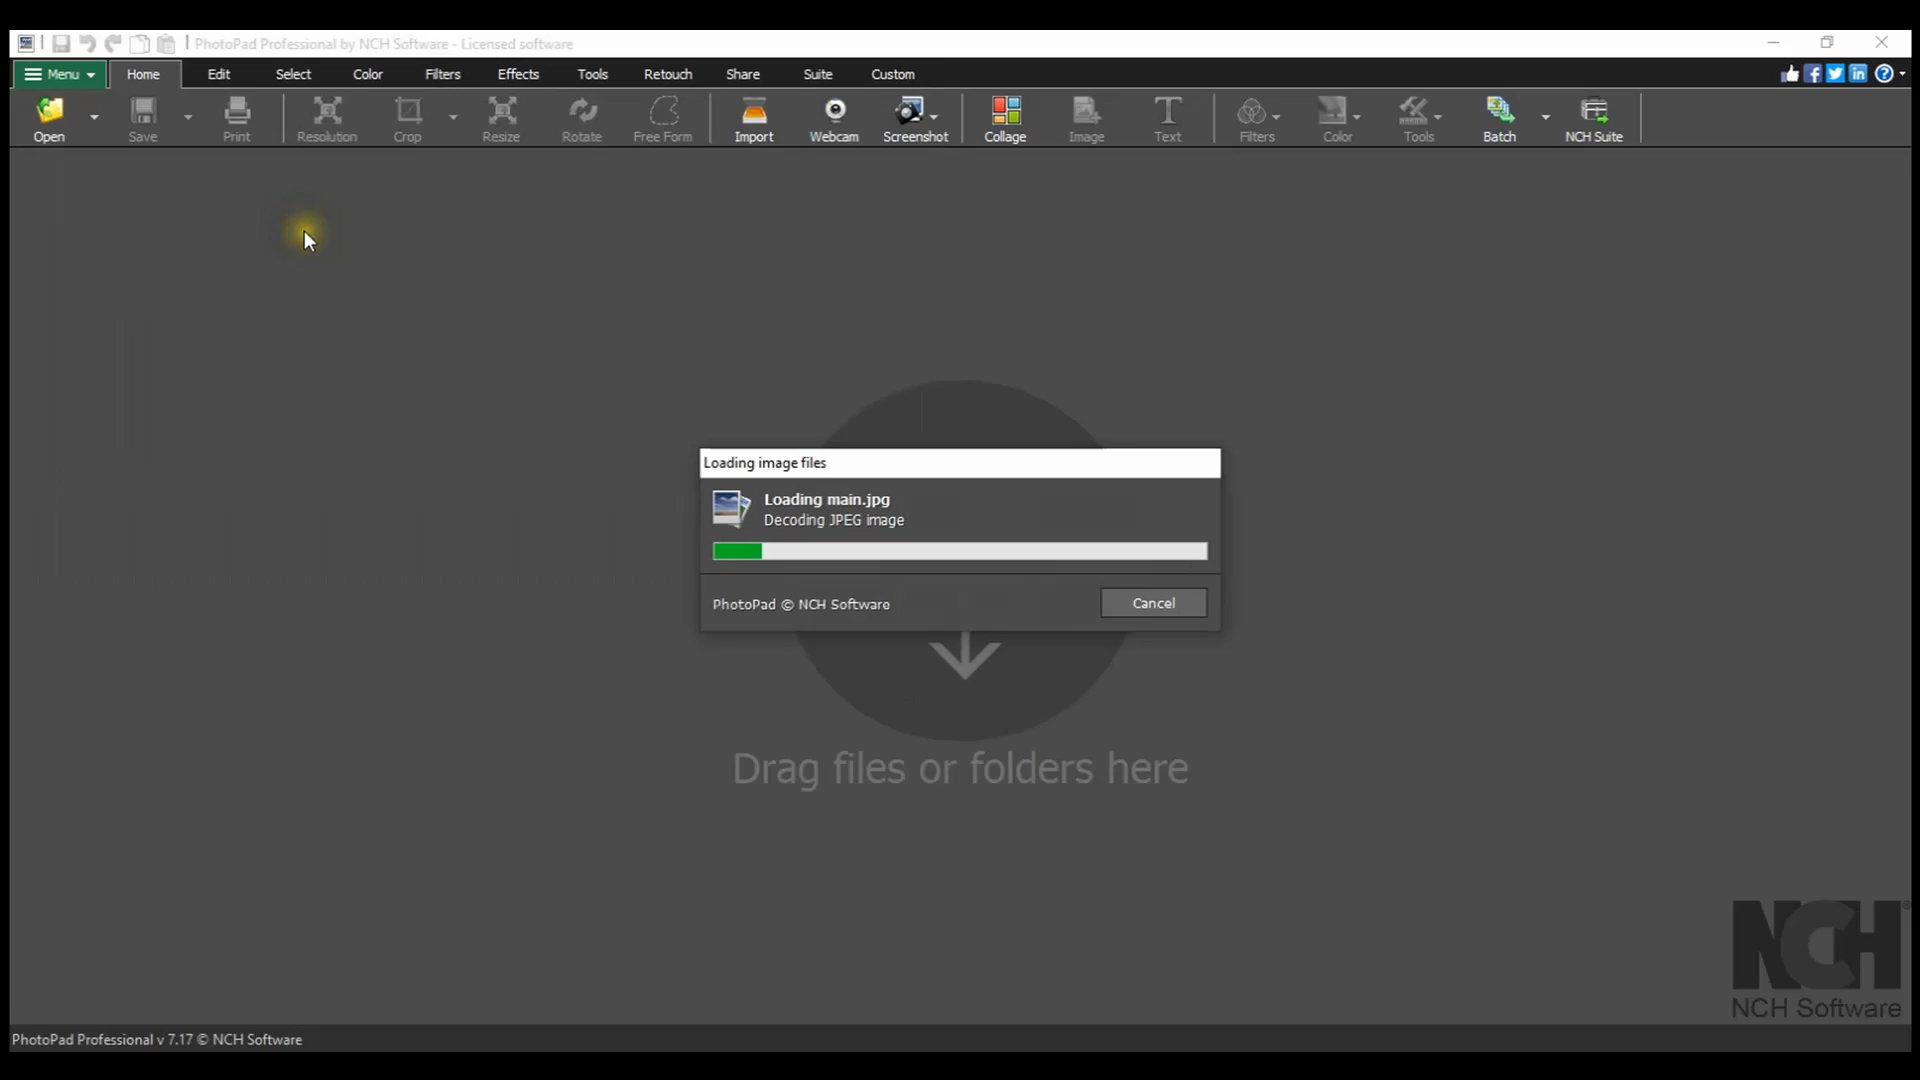 PhotoPad Professional by NCH Software - Licensed software
Menu Home Edit Select Color Filters Effects Tools Retouch Share Suite Custom
Open Save Print Resolution Crop Resize Rotate Free Form Import Webcam Screenshot Collage Image Text Filters Color Tools Batch NCH Suite
Loading image files
Loading main.jpg
Decoding JPEG image
PhotoPad © NCH Software
Cancel
Drag files or folders here
NCH®
NCH Software
PhotoPad Professional v 7.17 © NCH Software